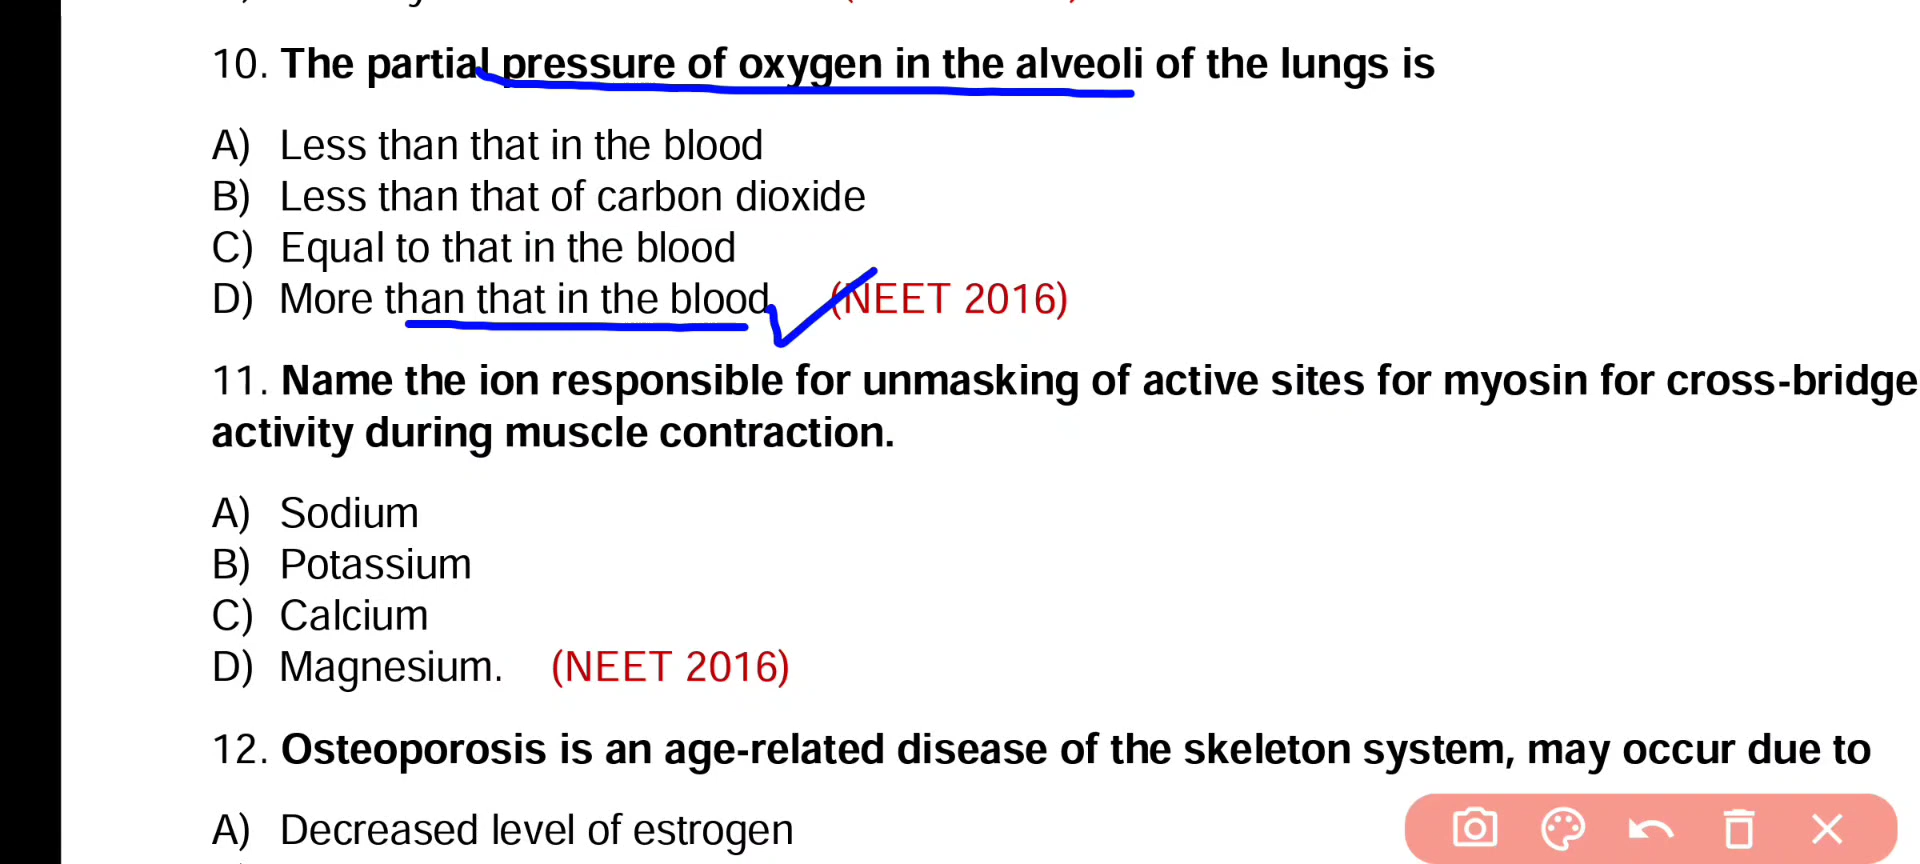 10. The partial pressure of oxygen in the alveoli of the lungs is
A) Less than that in the blood
B) Less than that of carbon dioxide
C) Equal to that in the blood
D) More than that in the blood (NEET 2016)
11. Name the ion responsible for unmasking of active sites for myosin for cross-bridge
activity during muscle contraction.
A) Sodium
B) Potassium
C) Calcium
D) Magnesium. (NEET 2016)
12. Osteoporosis is an age-related disease of the skeleton system, may occur due to
A) Decreased level of estrogen